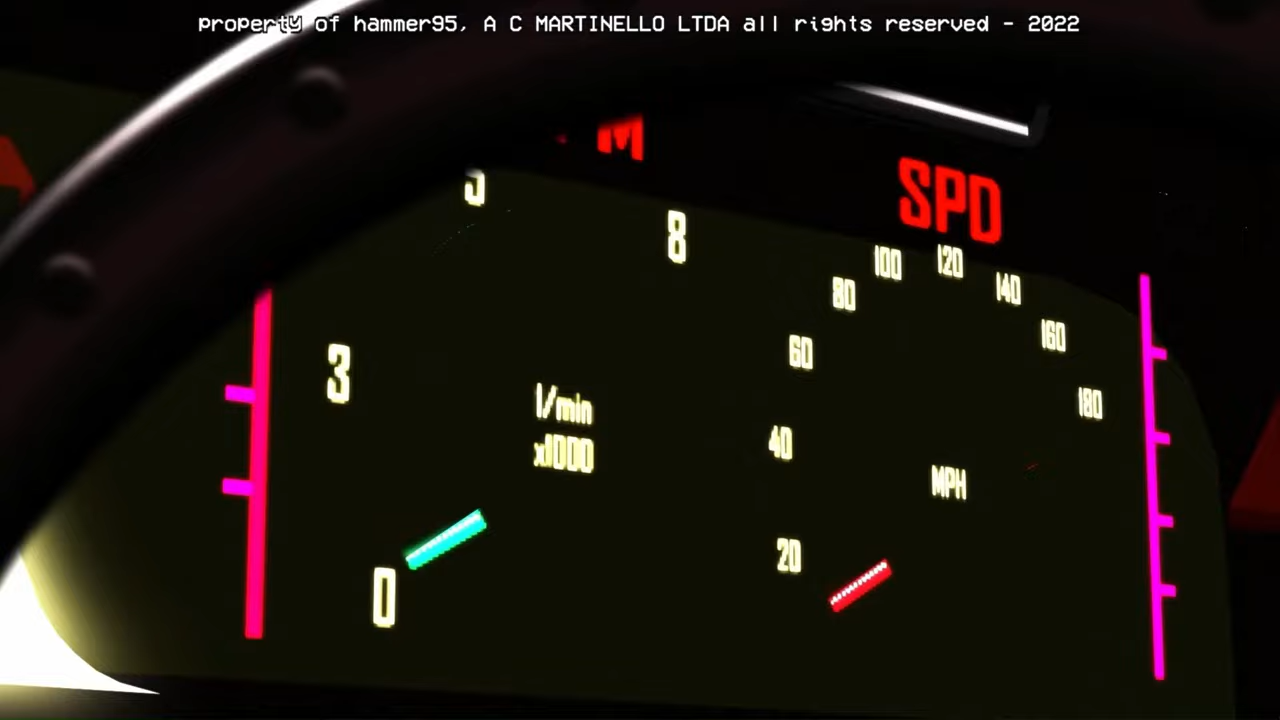 property of hammer95, A C MARTINELLO LTDA all rights reserved - 2022
M
SPD
8
3
0
1/min
x1000
20
40
60
80
100
120
140
160
180
MPH